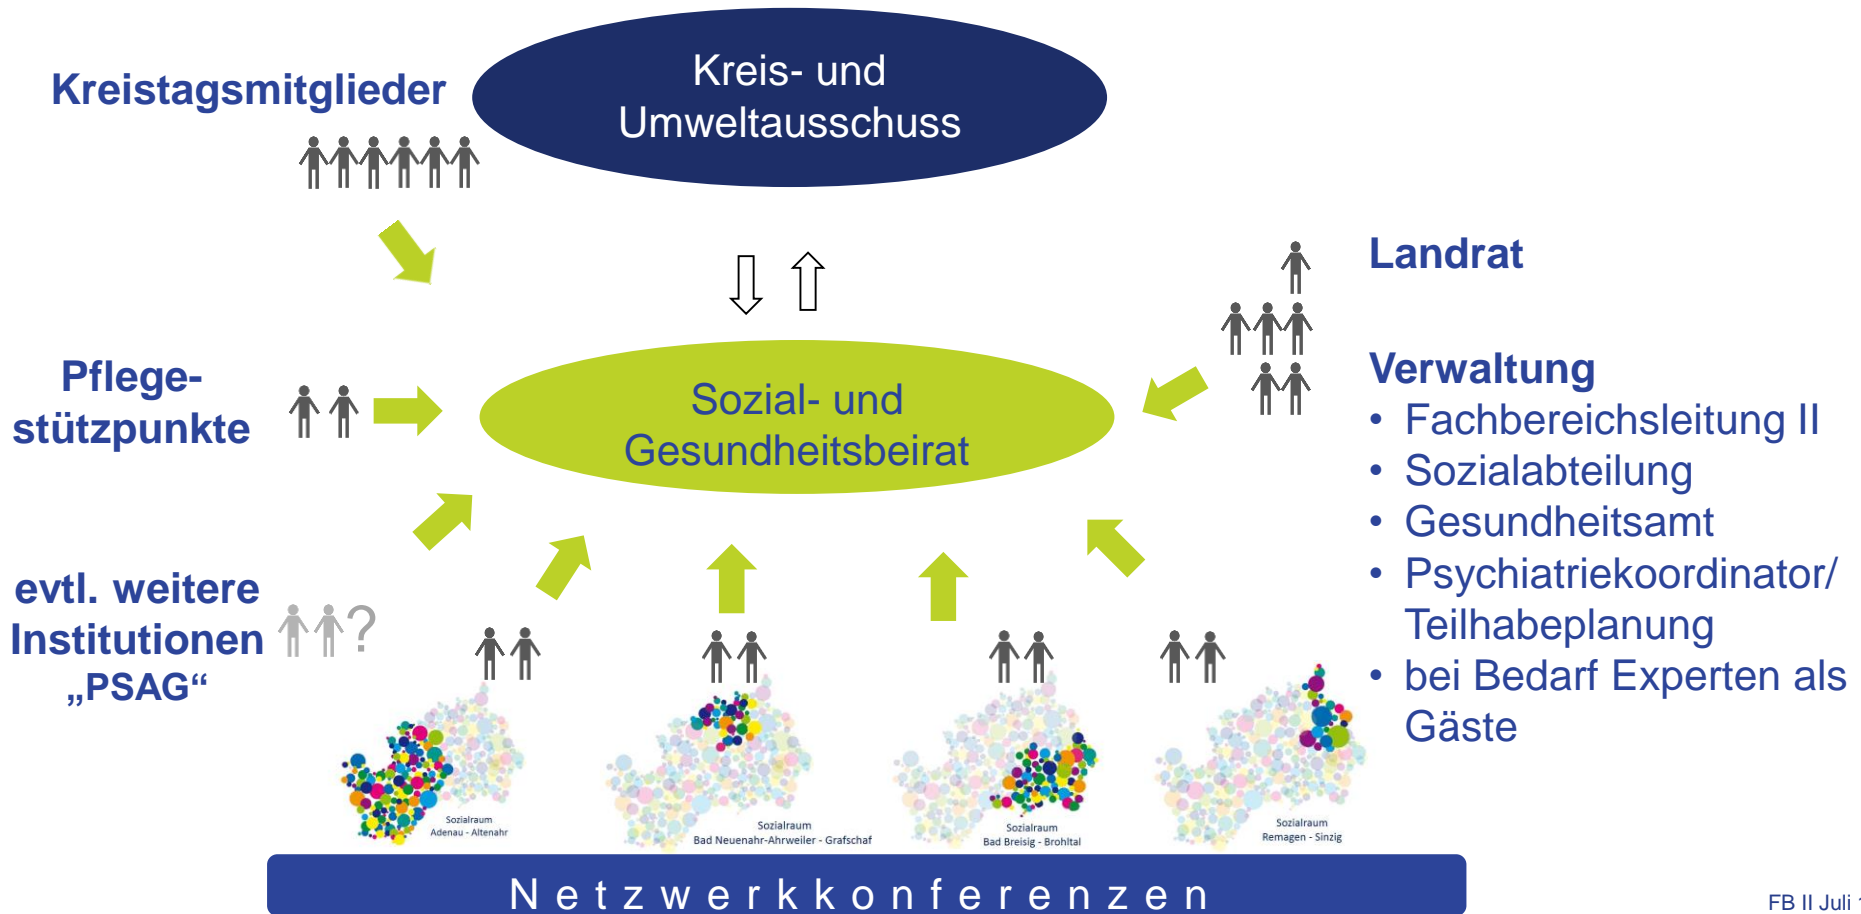 Kreis- und
Umweltausschuss
Kreistagsmitglieder
Landrat
Pflege-
stützpunkte
Sozial- und
Gesundheitsbeirat
Verwaltung
• Fachbereichsleitung II
• Sozialabteilung
• Gesundheitsamt
• Psychiatriekoordinator/
Teilhabeplanung
• bei Bedarf Experten als
Gäste
evtl. weitere
Institutionen
„PSAG“
?
Sozialraum
Adenau - Altenahr
Sozialraum
Bad Neuenahr-Ahrweiler - Grafschaf
Sozialraum
Bad Breisig - Brohltal
Sozialraum
Remagen - Sinzig
Netzwerkkonferenzen
FB II Juli